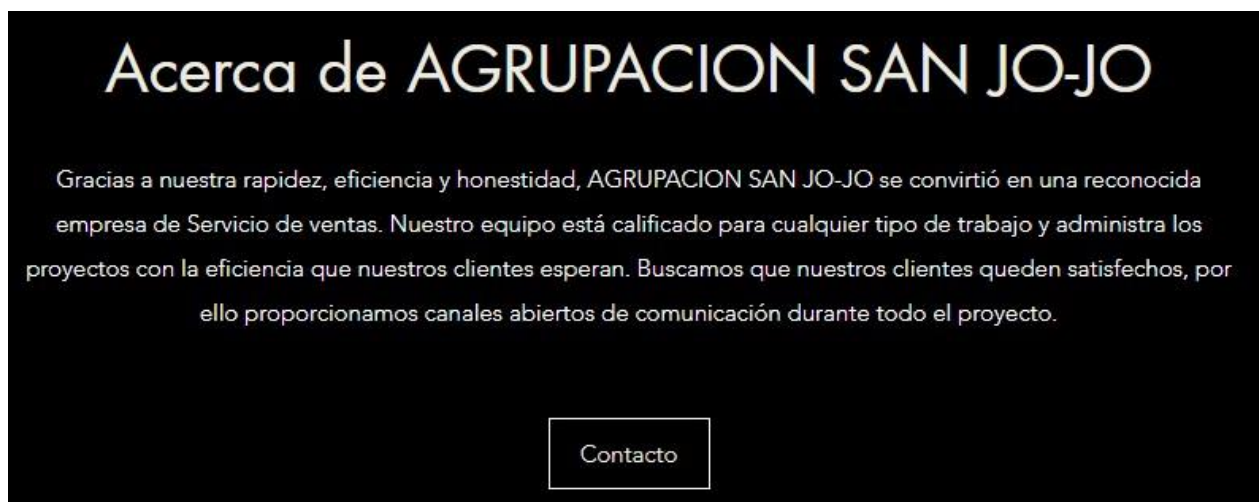 Acerca de AGRUPACION SAN JO-JO
Gracias a nuestra rapidez, eficiencia y honestidad, AGRUPACION SAN JO-JO se convirtió en una reconocida
empresa de Servicio de ventas. Nuestro equipo está calificado para cualquier tipo de trabajo y administra los
proyectos con la eficiencia que nuestros clientes esperan. Buscamos que nuestros clientes queden satisfechos, por
ello proporcionamos canales abiertos de comunicación durante todo el proyecto.
Contacto